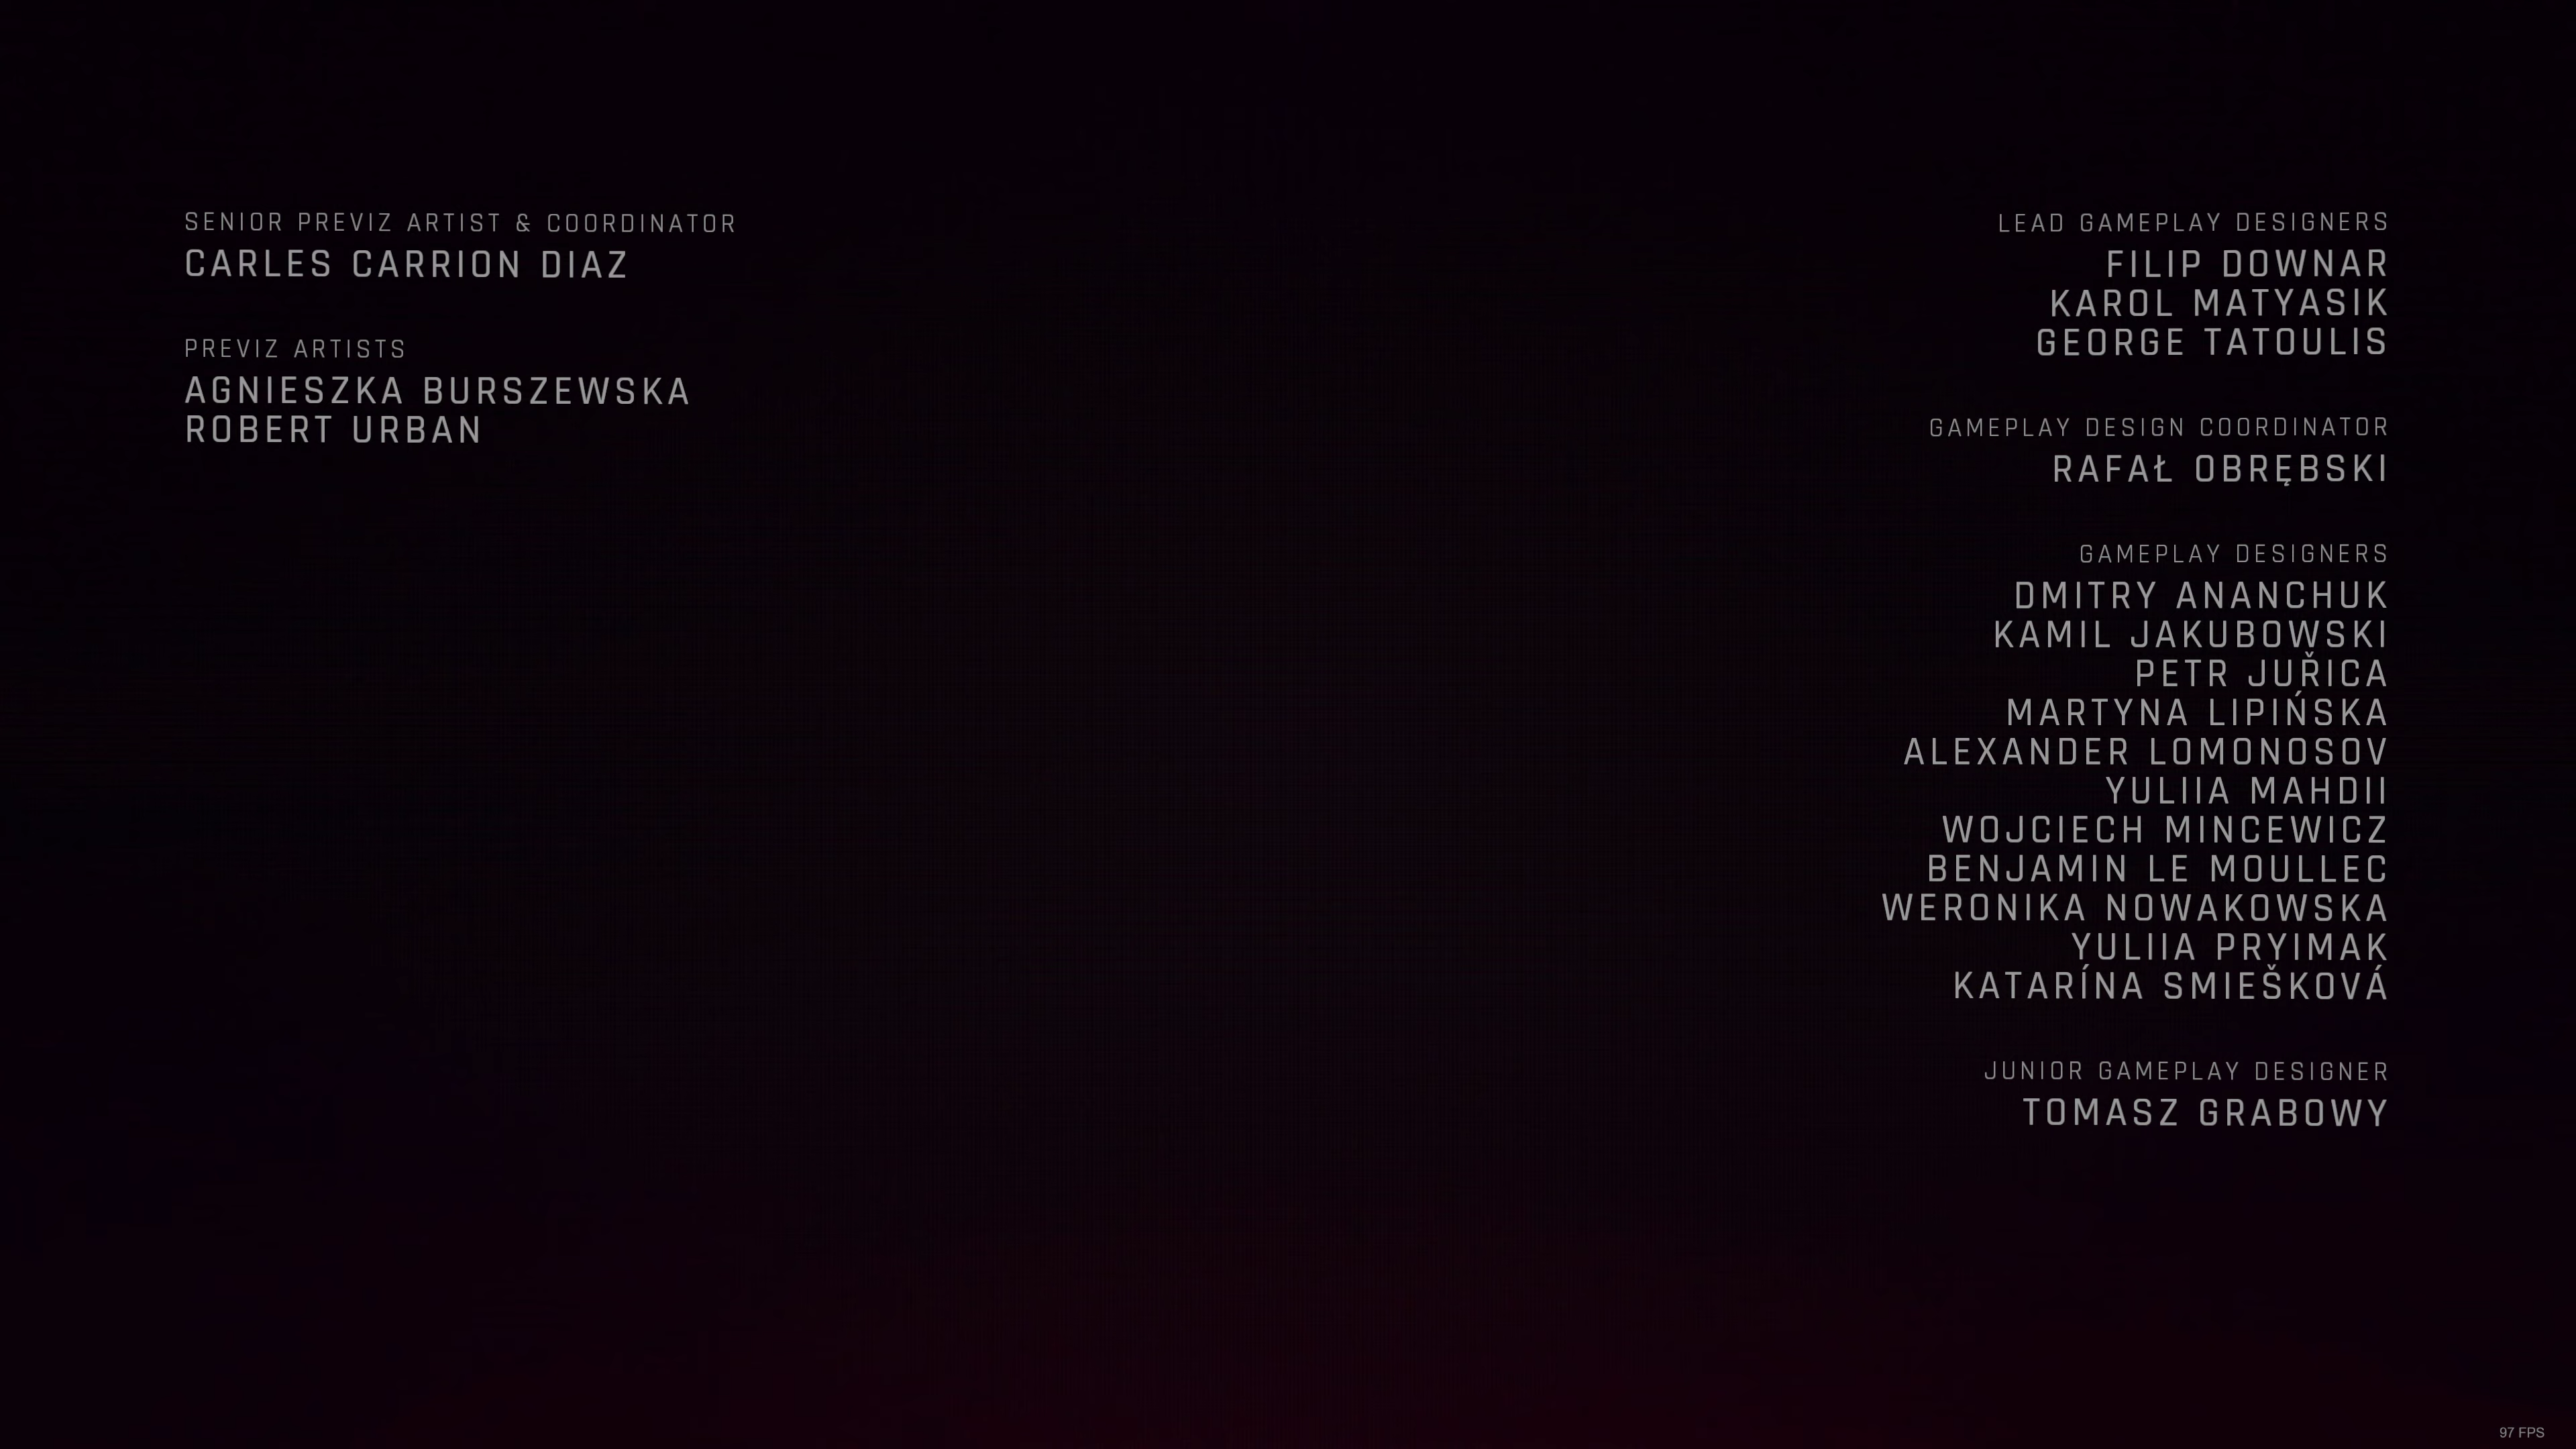 SENIOR PREVIZ ARTIST & COORDINATOR
CARLES CARRION DIAZ
PREVIZ ARTISTS
AGNIESZKA BURSZEWSKA
ROBERT URBAN
LEAD GAMEPLAY DESIGNERS
FILIP DOWNAR
KAROL MATYASIK
GEORGE TATOULIS
GAMEPLAY DESIGN COORDINATOR
RAFAŁ OBRĘBSKI
GAMEPLAY DESIGNERS
DMITRY ANANCHUK
KAMIL JAKUBOWSKI
PETR JUŘICA
MARTYNA LIPIŃSKA
ALEXANDER LOMONOSOV
YULIIA MAHDII
WOJCIECH MINCEWICZ
BENJAMIN LE MOULLEC
WERONIKA NOWAKOWSKA
YULIIA PRYIMAK
KATARÍNA SMIEŠKOVÁ
JUNIOR GAMEPLAY DESIGNER
TOMASZ GRABOWY
97 FPS